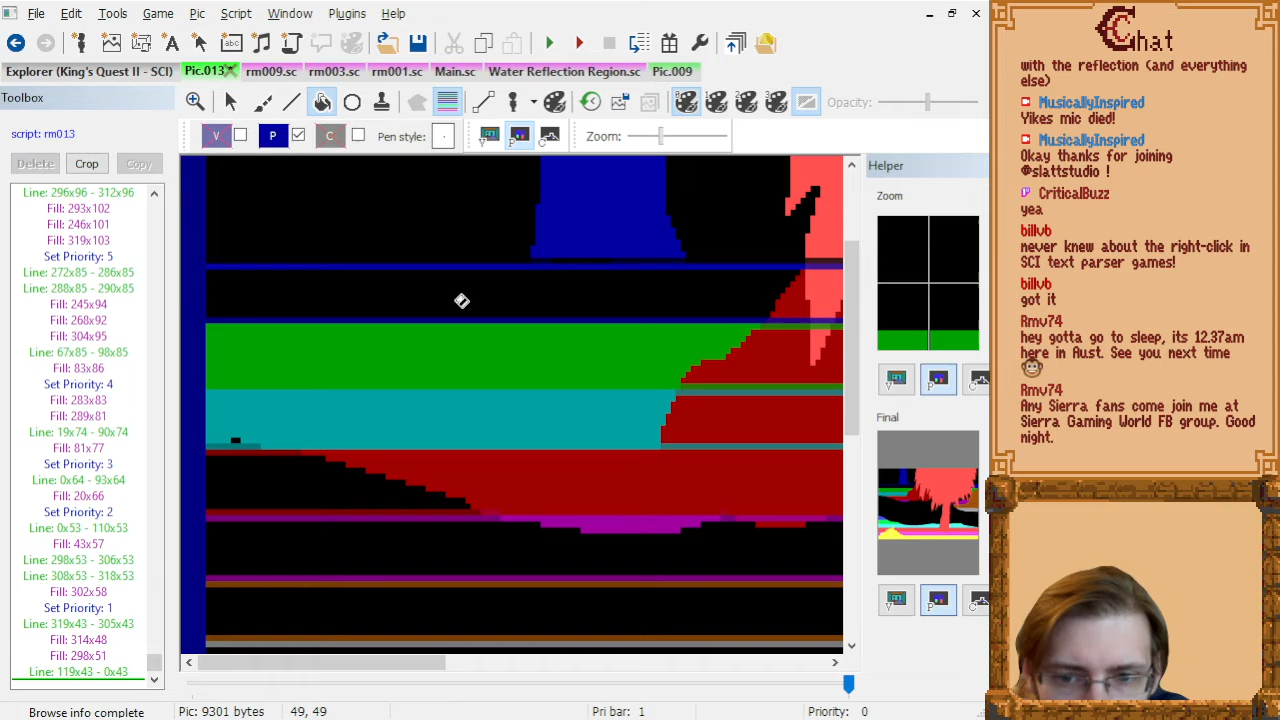 File Edit Tools Game Pic Script Window Plugins Help
Explorer (King's Quest II - SCI) Pic.013 rm009.sc rm003.sc rm001.sc Main.sc Water Reflection Region.sc Pic.009
Toolbox
Opacity:
script: rm013
V P C Pen style: Zoom:
Delete Crop Copy
Line: 296x96 - 312x96
Fill: 293x102
Fill: 246x101
Fill: 319x103
Set Priority: 5
Line: 272x85 - 286x85
Line: 288x85 - 290x85
Fill: 245x94
Fill: 268x92
Fill: 304x95
Line: 67x85 - 98x85
Fill: 83x86
Set Priority: 4
Fill: 283x83
Fill: 289x81
Line: 19x74 - 90x74
Fill: 81x77
Set Priority: 3
Line: 0x64 - 93x64
Fill: 20x66
Set Priority: 2
Line: 0x53 - 110x53
Fill: 43x57
Line: 298x53 - 306x53
Line: 308x53 - 318x53
Fill: 302x58
Set Priority: 1
Line: 319x43 - 305x43
Fill: 314x48
Fill: 298x51
Line: 119x43 - 0x43
Helper
Zoom
Final
Browse info complete Pic: 9301 bytes 49, 49 Pri bar: 1 Priority: 0
Chat
with the reflection (and everything
else)
MusicallyInspired
Yikes mic died!
MusicallyInspired
Okay thanks for joining
@slattstudio !
CriticalBuzz
yea
billvb
never knew about the right-click in
SCI text parser games!
billvb
got it
Rmv74
hey gotta go to sleep, its 12.37am
here in Aust. See you next time
Rmv74
Any Sierra fans come join me at
Sierra Gaming World FB group. Good
night.